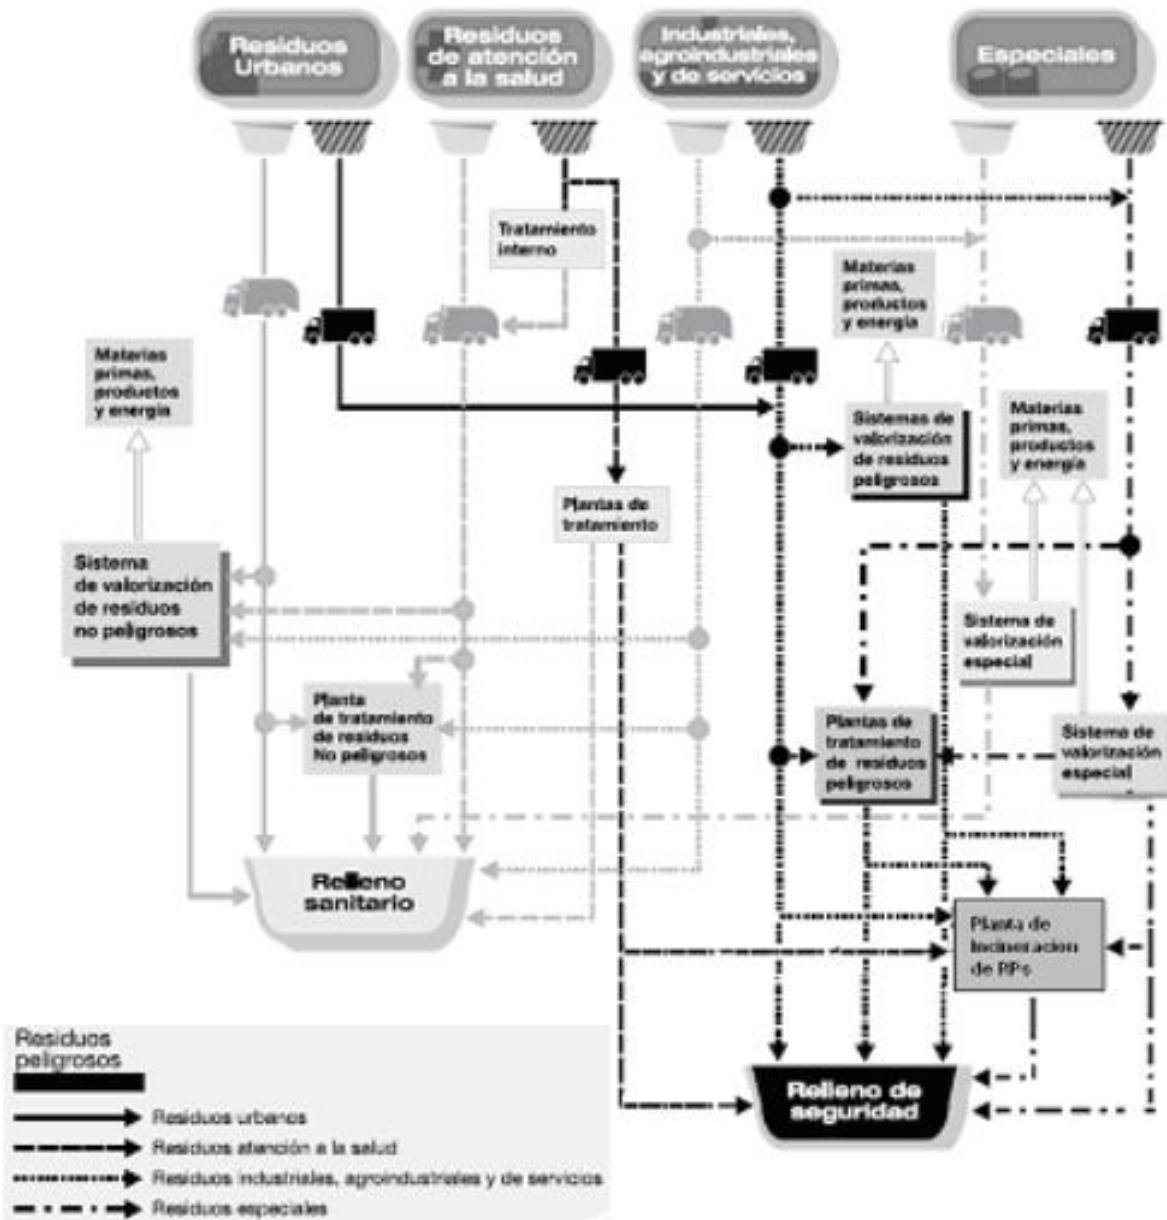 Residuos
Urbanos
Residuos
de atención
a la salud
Industriales,
agroindustriales
y de servicios
Especiales
Tratamiento
interno
Materias
primas,
productos
y energía
Materias
primas,
productos
y energía
Sistemas de
valorización
de residuos
peligrosos
Materias
primas,
productos
y energía
Plantas de
tratamiento
Sistema
de valorización
de residuos
no peligrosos
Sistema de
valorización
especial
Planta
de tratamiento
de residuos
No peligrosos
Plantas de
tratamiento
de residuos
peligrosos
Sistema de
valorización
especial
Relleno
sanitario
Planta de
Incineracion
de RPs
Relleno de
seguridad
Residuos
peligrosos
Residuos urbanos
Residuos atención a la salud
Residuos industriales, agroindustriales y de servicios
Residuos especiales